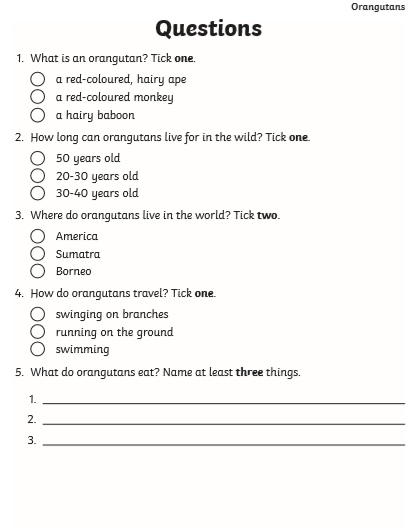 Orangutans
Questions
1. What is an orangutan? Tick one.
a red-coloured, hairy ape
a red-coloured monkey
a hairy baboon
2. How long can orangutans live for in the wild? Tick one.
50 years old
20-30 years old
30-40 years old
3. Where do orangutans live in the world? Tick two.
America
Sumatra
Borneo
4. How do orangutans travel? Tick one.
swinging on branches
running on the ground
swimming
5. What do orangutans eat? Name at least three things.
1.
2.
3.